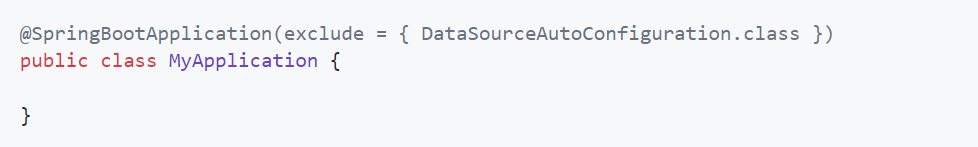 @SpringBootApplication(exclude = { DataSourceAutoConfiguration.class })
public class MyApplication {
}